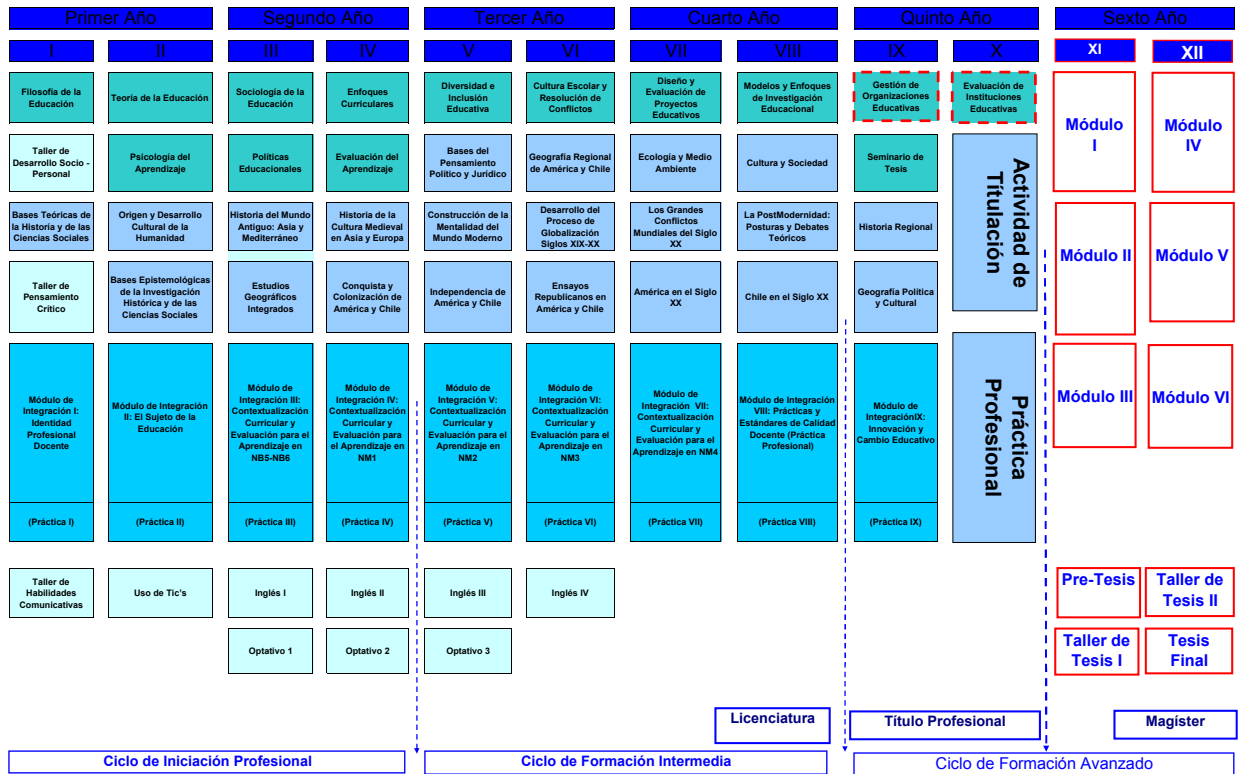 Primer Año
Segundo Año
Tercer Año
Cuarto Año
Quinto Año
Sexto Año
I
II
III
IV
V
VI
VII
VIII
IX
X
XI
XII
Filosofía de la
Educación
Teoría de la Educación
Sociología de la
Educación
Enfoques
Curriculares
Diversidad e
Inclusión
Educativa
Cultura Escolar y
Resolución de
Conflictos
Diseño y
Evaluación de
Proyectos
Educativos
Modelos y Enfoques
de Investigación
Educacional
Gestión de
Organizaciones
Educativas
Evaluación de
Instituciones
Educativas
Módulo
I
Módulo
IV
Taller de
Desarrollo Socio -
Personal
Psicología del
Aprendizaje
Políticas
Educacionales
Evaluación del
Aprendizaje
Bases del
Pensamiento
Político y Jurídico
Geografía Regional
de América y Chile
Ecología y Medio
Ambiente
Cultura y Sociedad
Seminario de
Tesis
Actividad de
Títulación
Bases Teóricas de
la Historia y de las
Ciencias Sociales
Origen y Desarrollo
Cultural de la
Humanidad
Historia del Mundo
Antiguo: Asia y
Mediterráneo
Historia de la
Cultura Medieval
en Asia y Europa
Construcción de la
Mentalidad del
Mundo Moderno
Desarrollo del
Proceso de
Globalización
Siglos XIX-XX
Los Grandes
Conflictos
Mundiales del Siglo
XX
La PostModernidad:
Posturas y Debates
Teóricos
Historia Regional
Módulo II
Módulo V
Taller de
Pensamiento
Crítico
Bases Epistemológicas
de la Investigación
Histórica y de las
Ciencias Sociales
Estudios
Geográficos
Integrados
Conquista y
Colonización de
América y Chile
Independencia de
América y Chile
Ensayos
Republicanos en
América y Chile
América en el Siglo
XX
Chile en el Siglo XX
Geografía Política
y Cultural
Módulo de
Integración I:
Identidad
Profesional
Docente
Módulo de Integración
II: El Sujeto de la
Educación
Módulo de
Integración III:
Contextualización
Curricular y
Evaluación para el
Aprendizaje en
NB5-NB6
Módulo de
Integración IV:
Contextualización
Curricular y
Evaluación para
el Aprendizaje en
NM1
Módulo de
Integración V:
Contextualización
Curricular y
Evaluación para el
Aprendizaje en
NM2
Módulo de
Integración VI:
Contextualización
Curricular y
Evaluación para el
Aprendizaje en
NM3
Módulo de
Integración VII:
Contextualización
Curricular y
Evaluación para el
Aprendizaje en NM4
Módulo de Integración
VIII: Prácticas y
Estándares de Calidad
Docente (Práctica
Profesional)
Módulo de
IntegraciónIX:
Innovación y
Cambio Educativo
Práctica
Profesional
Módulo III
Módulo VI
(Práctica I)
(Práctica II)
(Práctica III)
(Práctica IV)
(Práctica V)
(Práctica VI)
(Práctica VII)
(Práctica VIII)
(Práctica IX)
Taller de
Habilidades
Comunicativas
Uso de Tic's
Inglés I
Inglés II
Inglés III
Inglés IV
Pre-Tesis
Taller de
Tesis II
Optativo 1
Optativo 2
Optativo 3
Taller de
Tesis I
Tesis
Final
Licenciatura
Título Profesional
Magíster
Ciclo de Iniciación Profesional
Ciclo de Formación Intermedia
Ciclo de Formación Avanzado